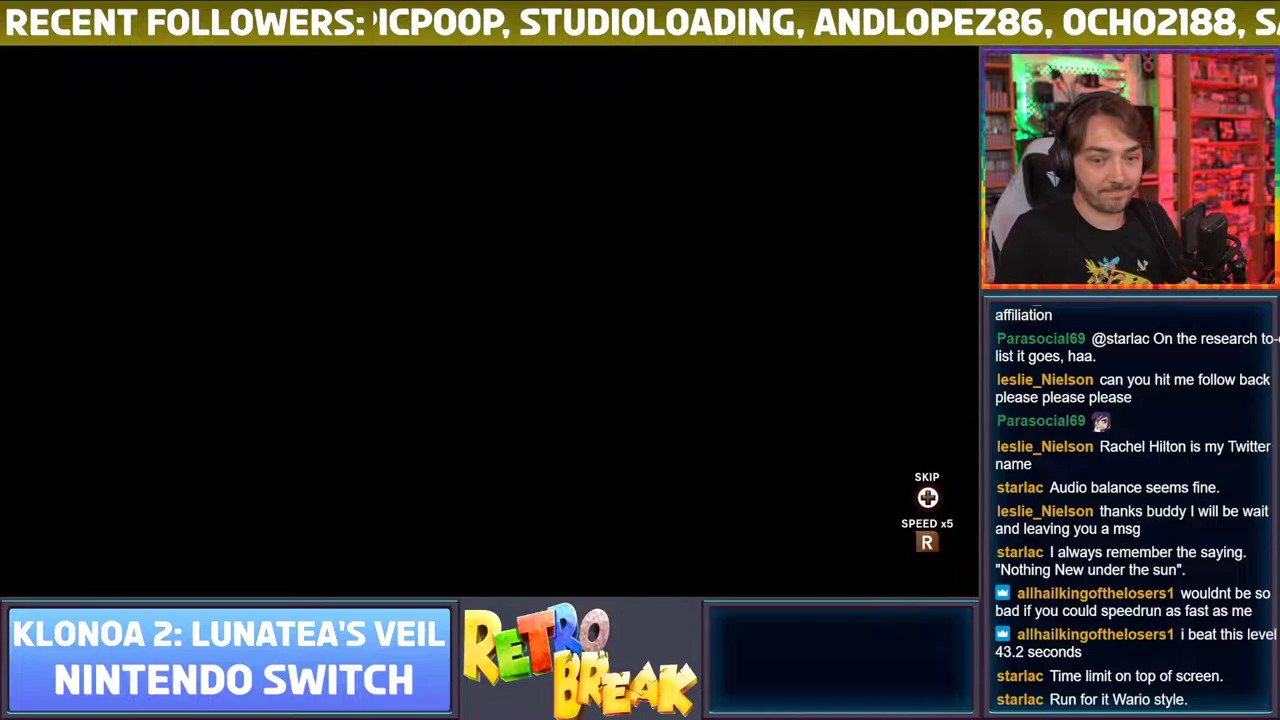 RECENT FOLLOWERS: PICPOOP, STUDIOLOADING, ANDLOPEZ86, OCHO2188, SA
affiliation
Parasocial69 @starlac On the research to-
list it goes, haa.
leslie_Nielson can you hit me follow back
please please please
Parasocial69
leslie_Nielson Rachel Hilton is my Twitter
name
starlac Audio balance seems fine.
leslie_Nielson thanks buddy I will be wait
and leaving you a msg
starlac I always remember the saying.
"Nothing New under the sun".
allhailkingofthelosers1 wouldnt be so
bad if you could speedrun as fast as me
allhailkingofthelosers1 i beat this level
43.2 seconds
starlac Time limit on top of screen.
starlac Run for it Wario style.
SKIP
SPEED x5
R
KLONOA 2: LUNATEA'S VEIL
NINTENDO SWITCH
RETRO
BREAK